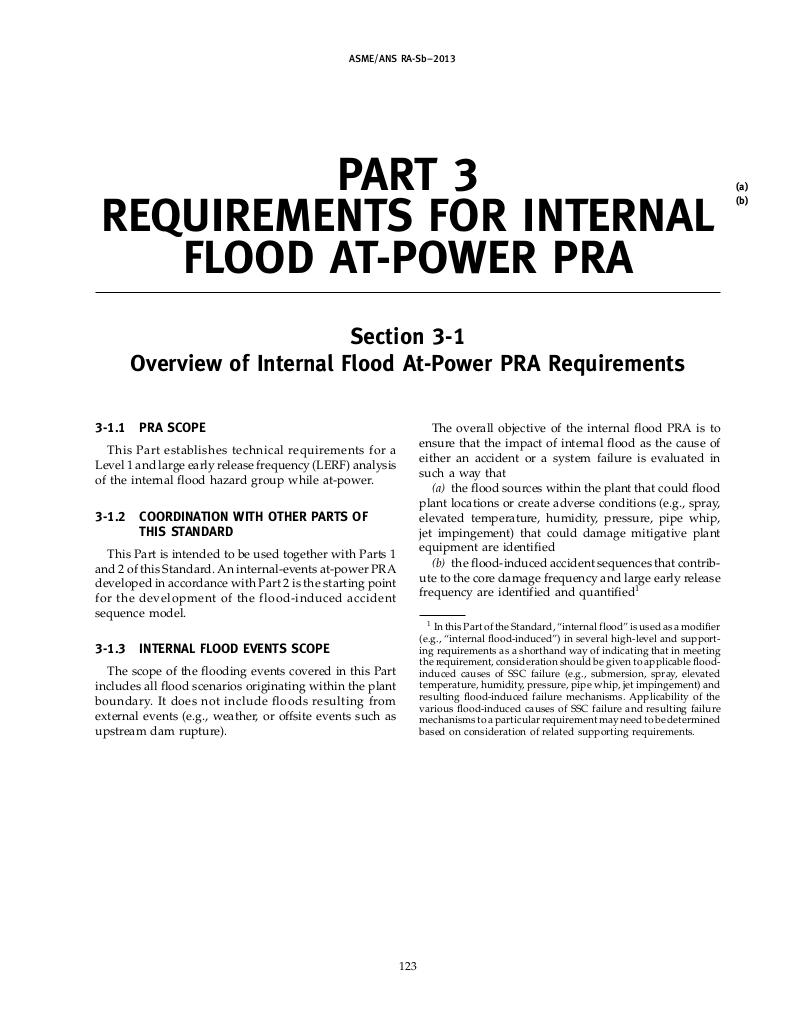 ASME/ANS RA-Sb–2013
PART 3
REQUIREMENTS FOR INTERNAL
FLOOD AT-POWER PRA
(a)
(b)
Section 3-1
Overview of Internal Flood At-Power PRA Requirements
3-1.1 PRA SCOPE
This Part establishes technical requirements for a
Level 1 and large early release frequency (LERF) analysis
of the internal flood hazard group while at-power.
3-1.2 COORDINATION WITH OTHER PARTS OF
THIS STANDARD
This Part is intended to be used together with Parts 1
and 2 of this Standard. An internal-events at-power PRA
developed in accordance with Part 2 is the starting point
for the development of the flood-induced accident
sequence model.
3-1.3 INTERNAL FLOOD EVENTS SCOPE
The scope of the flooding events covered in this Part
includes all flood scenarios originating within the plant
boundary. It does not include floods resulting from
external events (e.g., weather, or offsite events such as
upstream dam rupture).
The overall objective of the internal flood PRA is to
ensure that the impact of internal flood as the cause of
either an accident or a system failure is evaluated in
such a way that
(a) the flood sources within the plant that could flood
plant locations or create adverse conditions (e.g., spray,
elevated temperature, humidity, pressure, pipe whip,
jet impingement) that could damage mitigative plant
equipment are identified
(b) the flood-induced accident sequences that contrib-
ute to the core damage frequency and large early release
frequency are identified and quantified1
1 In this Part of the Standard, “internal flood” is used as a modifier
(e.g., “internal flood-induced”) in several high-level and support-
ing requirements as a shorthand way of indicating that in meeting
the requirement, consideration should be given to applicable flood-
induced causes of SSC failure (e.g., submersion, spray, elevated
temperature, humidity, pressure, pipe whip, jet impingement) and
resulting flood-induced failure mechanisms. Applicability of the
various flood-induced causes of SSC failure and resulting failure
mechanisms to a particular requirement may need to be determined
based on consideration of related supporting requirements.
123